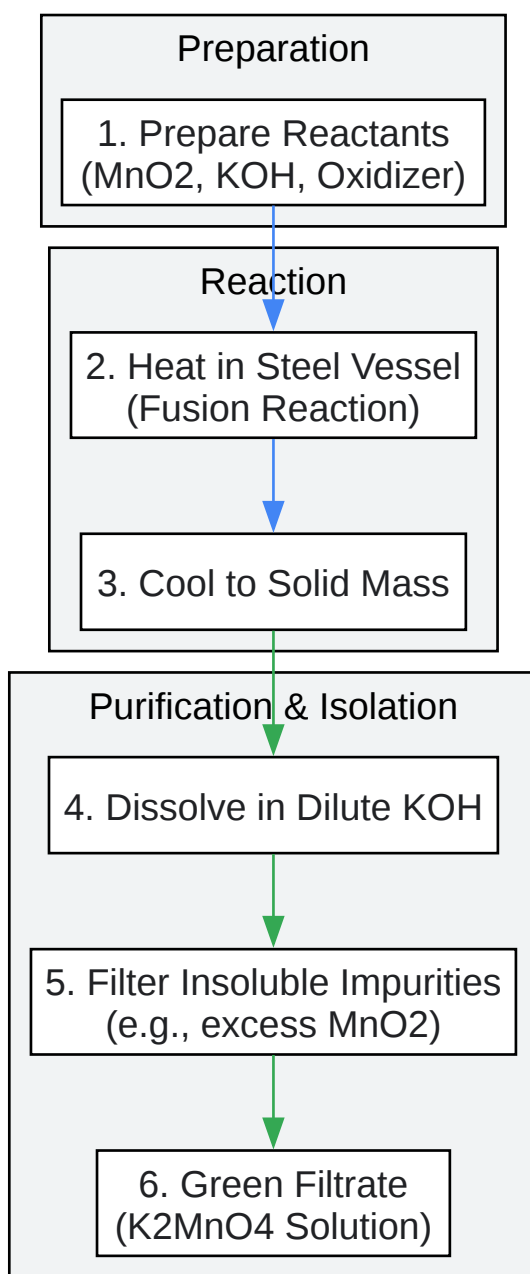 Preparation
1. Prepare Reactants
(MnO2, KOH, Oxidizer)
Reaction
2. Heat in Steel Vessel
(Fusion Reaction)
3. Cool to Solid Mass
Purification & Isolation
4. Dissolve in Dilute KOH
5. Filter Insoluble Impurities
(e.g., excess MnO2)
6. Green Filtrate
(K2MnO4 Solution)